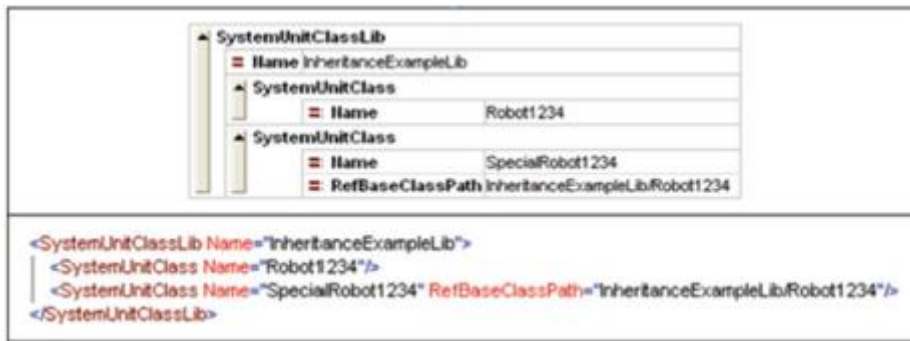 SystemUnitClassLib
= Name InheritanceExampleLib
SystemUnitClass
= Name Robot1234
SystemUnitClass
= Name SpecialRobot1234
= RefBaseClassPath InheritanceExampleLib/Robot1234
<SystemUnitClassLib Name="InheritanceExampleLib">
<SystemUnitClass Name="Robot1234"/>
<SystemUnitClass Name="SpecialRobot1234" RefBaseClassPath="InheritanceExampleLib/Robot1234"/>
</SystemUnitClassLib>